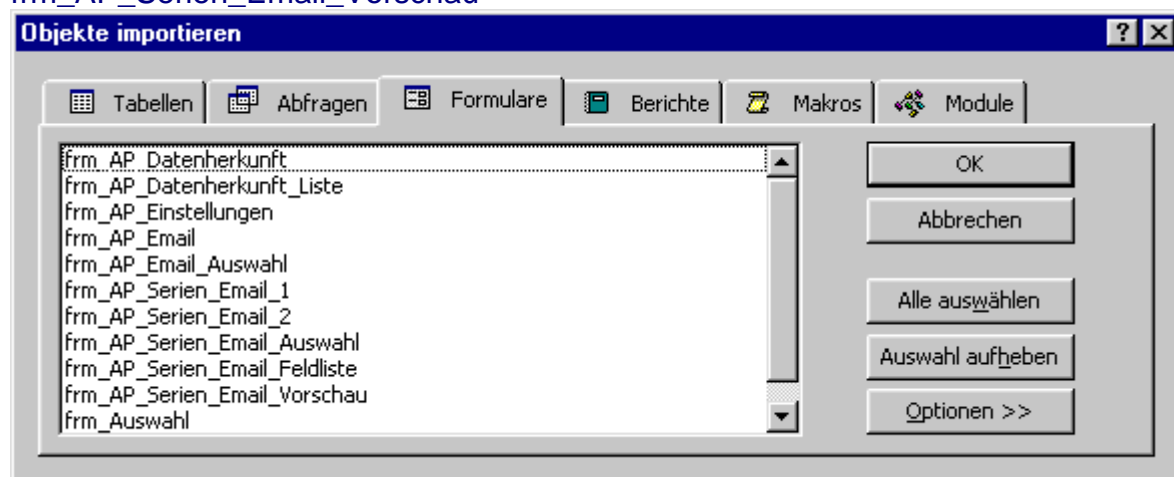 frm_AP_Serien_Email_Vorschau
Objekte importieren
Tabellen Abfragen Formulare Berichte Makros Module
frm_AP_Datenherkunft
frm_AP_Datenherkunft_Liste
frm_AP_Einstellungen
frm_AP_Email
frm_AP_Email_Auswahl
frm_AP_Serien_Email_1
frm_AP_Serien_Email_2
frm_AP_Serien_Email_Auswahl
frm_AP_Serien_Email_Feldliste
frm_AP_Serien_Email_Vorschau
frm_Auswahl
OK
Abbrechen
Alle auswählen
Auswahl aufheben
Optionen >>